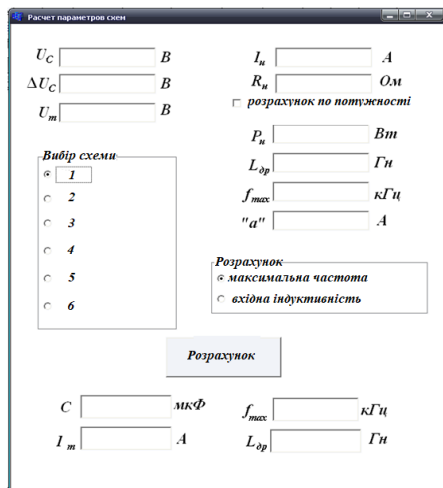 Расчет параметров схем
U_C В
ΔU_C В
U_m В
I_н А
R_н Ом
розрахунок по потужності
P_н Вт
L_др Гн
f_max кГц
"а" А
Вибір схеми
1
2
3
4
5
6
Розрахунок
максимальна частота
вхідна індуктивність
Розрахунок
C мкФ
I_m А
f_max кГц
L_др Гн